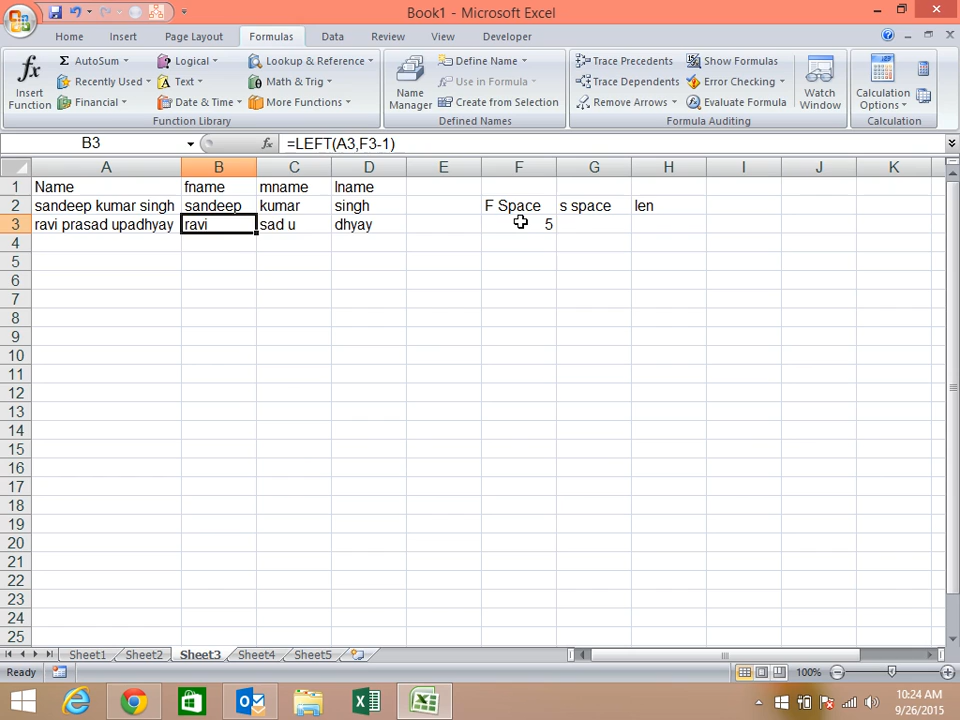 Book1 - Microsoft Excel
Home Insert Page Layout Formulas Data Review View Developer
Insert Function
Σ AutoSum
Recently Used
Financial
Logical
Text
Date & Time
Lookup & Reference
Math & Trig
More Functions
Function Library
Name Manager
Define Name
Use in Formula
Create from Selection
Defined Names
Trace Precedents
Trace Dependents
Remove Arrows
Show Formulas
Error Checking
Evaluate Formula
Formula Auditing
Watch Window
Calculation Options
Calculation
B3 fx =LEFT(A3,F3-1)
A B C D E F G H I J K
1 Name fname mname lname
2 sandeep kumar singh sandeep kumar singh F Space s space len
3 ravi prasad upadhyay ravi sad u dhyay 5
4
5
6
7
8
9
10
11
12
13
14
15
16
17
18
19
20
21
22
23
24
25
Sheet1 Sheet2 Sheet3 Sheet4 Sheet5
Ready 100%
10:24 AM
9/26/2015